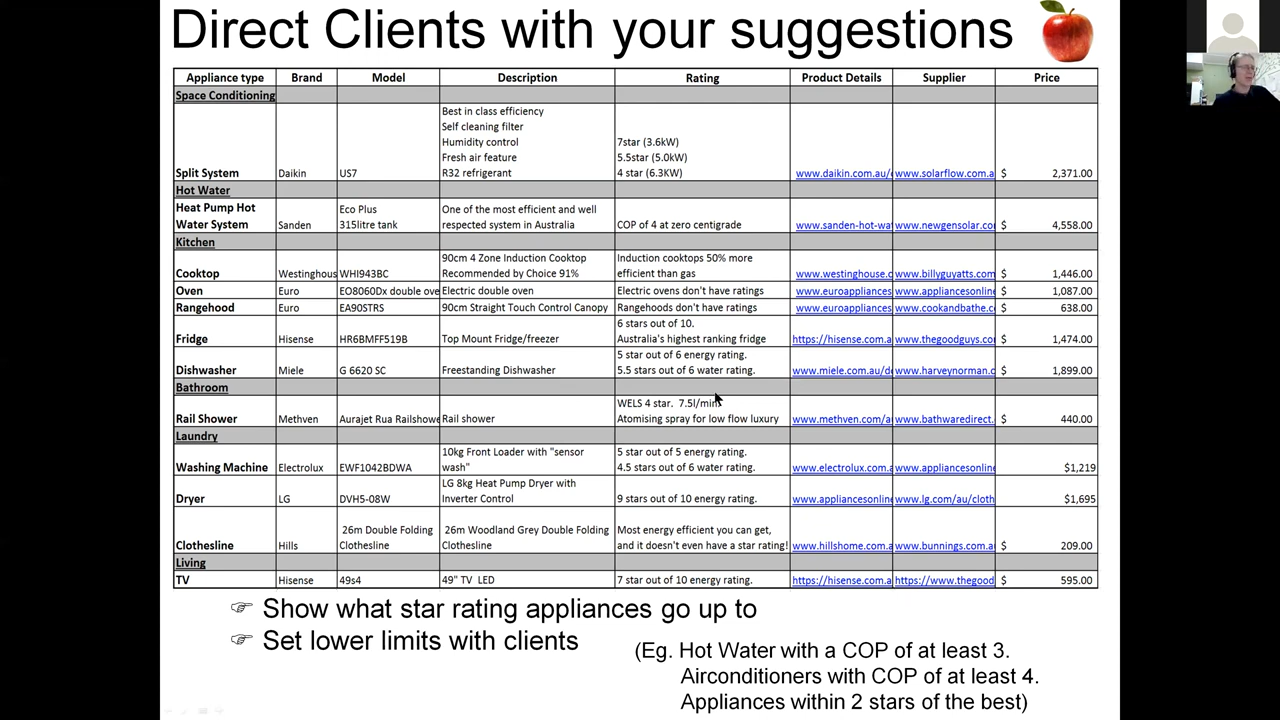 Direct Clients with your suggestions
Appliance type Brand Model Description Rating Product Details Supplier Price
Space Conditioning
Best in class efficiency
Self cleaning filter
Humidity control 7star (3.6kW)
Fresh air feature 5.5star (5.0kW)
Split System Daikin US7 R32 refrigerant 4 star (6.3KW) www.daikin.com.au/ www.solarflow.com.a $ 2,371.00
Hot Water
Heat Pump Hot Eco Plus One of the most efficient and well
Water System Sanden 315litre tank respected system in Australia COP of 4 at zero centigrade www.sanden-hot-wa www.newgensolar.co $ 4,558.00
Kitchen
90cm 4 Zone Induction Cooktop Induction cooktops 50% more
Cooktop Westinghous WHI943BC Recommended by Choice 91% efficient than gas www.westinghouse.c www.billyguyatts.com $ 1,446.00
Oven Euro EO8060Dx double ove Electric double oven Electric ovens don't have ratings www.euroappliances www.appliancesonline $ 1,087.00
Rangehood Euro EA90STRS 90cm Straight Touch Control Canopy Rangehoods don't have ratings www.euroappliances www.cookandbathe.c $ 638.00
6 stars out of 10.
Fridge Hisense HR6BMFF519B Top Mount Fridge/freezer Australia's highest ranking fridge https://hisense.com.a www.thegoodguys.co $ 1,474.00
5 star out of 6 energy rating.
Dishwasher Miele G 6620 SC Freestanding Dishwasher 5.5 stars out of 6 water rating. www.miele.com.au/d www.harveynorman.c $ 1,899.00
Bathroom
WELS 4 star. 7.5l/min.
Rail Shower Methven Aurajet Rua Railshowe Rail shower Atomising spray for low flow luxury www.methven.com/a www.bathwaredirect. $ 440.00
Laundry
10kg Front Loader with "sensor 5 star out of 5 energy rating.
Washing Machine Electrolux EWF1042BDWA wash" 4.5 stars out of 6 water rating. www.electrolux.com.a www.appliancesonline $1,219
LG 8kg Heat Pump Dryer with
Dryer LG DVH5-08W Inverter Control 9 stars out of 10 energy rating. www.appliancesonlin www.lg.com/au/cloth $1,695
26m Double Folding 26m Woodland Grey Double Folding Most energy efficient you can get,
Clothesline Hills Clothesline Clothesline and it doesn't even have a star rating! www.hillshome.com.a www.bunnings.com.a $ 209.00
Living
TV Hisense 49s4 49" TV LED 7 star out of 10 energy rating. https://hisense.com.a https://www.thegood $ 595.00
☞ Show what star rating appliances go up to
☞ Set lower limits with clients
(Eg. Hot Water with a COP of at least 3.
Airconditioners with COP of at least 4.
Appliances within 2 stars of the best)